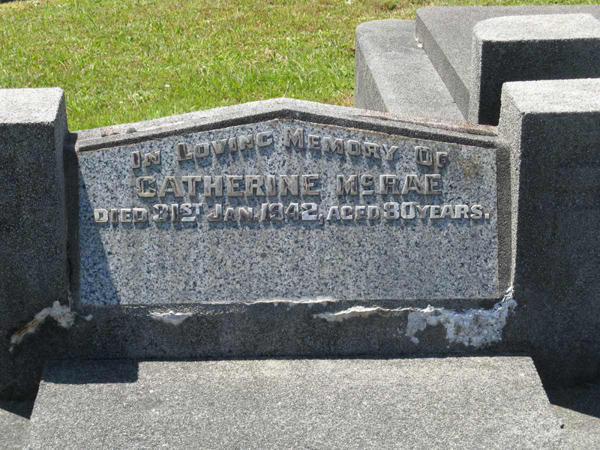 In Loving Memory Of
CATHERINE McRAE
DIED 21ST JAN. 1942, AGED 80 YEARS.